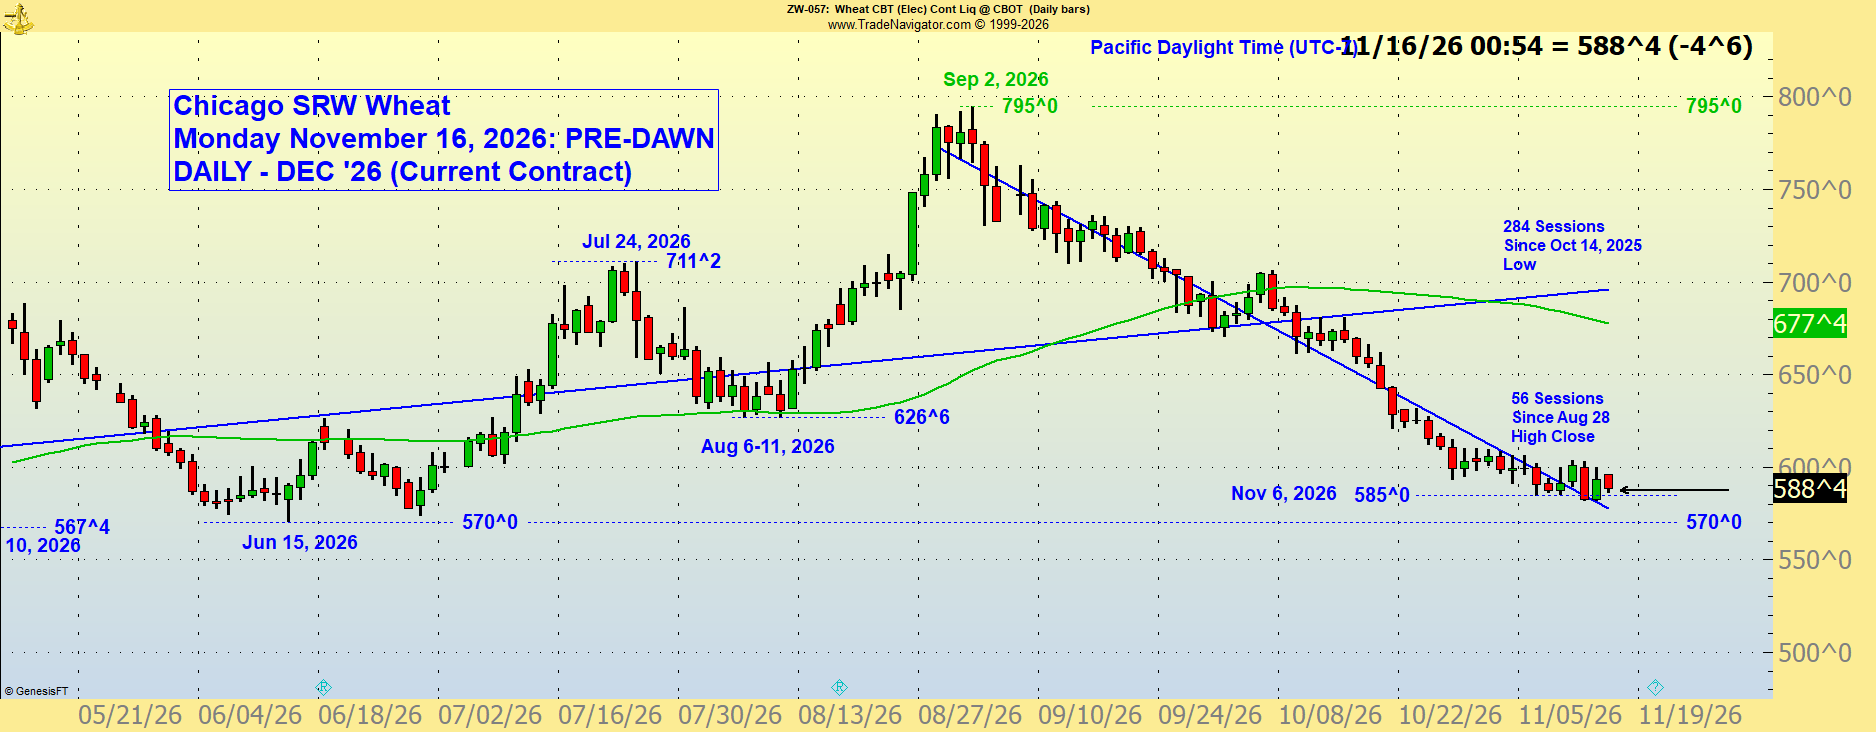 ZW-057: Wheat CBT (Elec) Cont Liq @ CBOT (Daily bars)
www.TradeNavigator.com © 1999-2026
Pacific Daylight Time (UTC-7)
11/16/26 00:54 = 588^4 (-4^6)
Chicago SRW Wheat
Monday November 16, 2026: PRE-DAWN
DAILY - DEC '26 (Current Contract)
Sep 2, 2026
795^0
795^0
800^0
750^0
Jul 24, 2026
711^2
284 Sessions
Since Oct 14, 2025
Low
700^0
677^4
650^0
626^6
Aug 6-11, 2026
56 Sessions
Since Aug 28
High Close
600^0
Nov 6, 2026 585^0
588^4
567^4
10, 2026
570^0
570^0
Jun 15, 2026
550^0
500^0
R
R
?
© GenesisFT
05/21/26 06/04/26 06/18/26 07/02/26 07/16/26 07/30/26 08/13/26 08/27/26 09/10/26 09/24/26 10/08/26 10/22/26 11/05/26 11/19/26